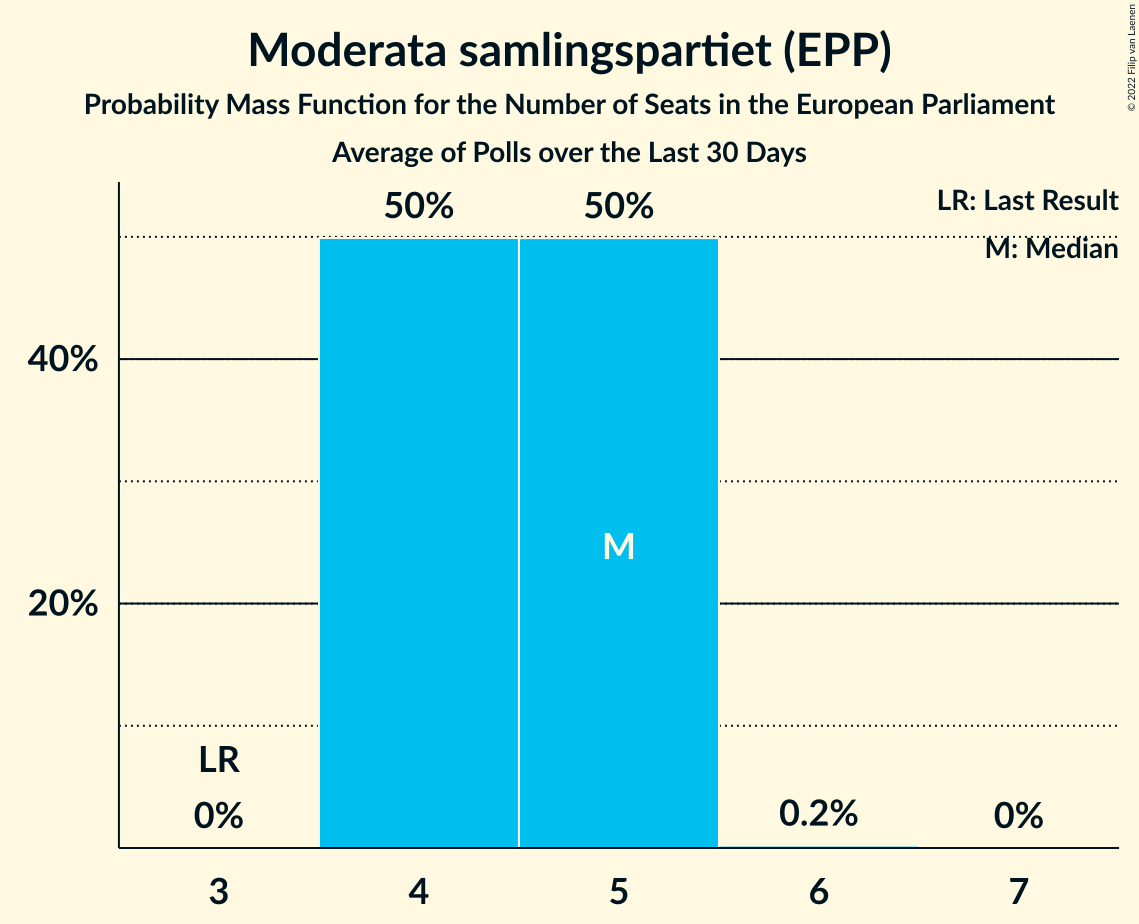 Moderata samlingspartiet (EPP)
Probability Mass Function for the Number of Seats in the European Parliament
Average of Polls over the Last 30 Days
© 2022 Filip van Laenen
LR: Last Result
M: Median
50%
50%
40%
20%
M
LR
0%
0.2%
0%
3
4
5
6
7